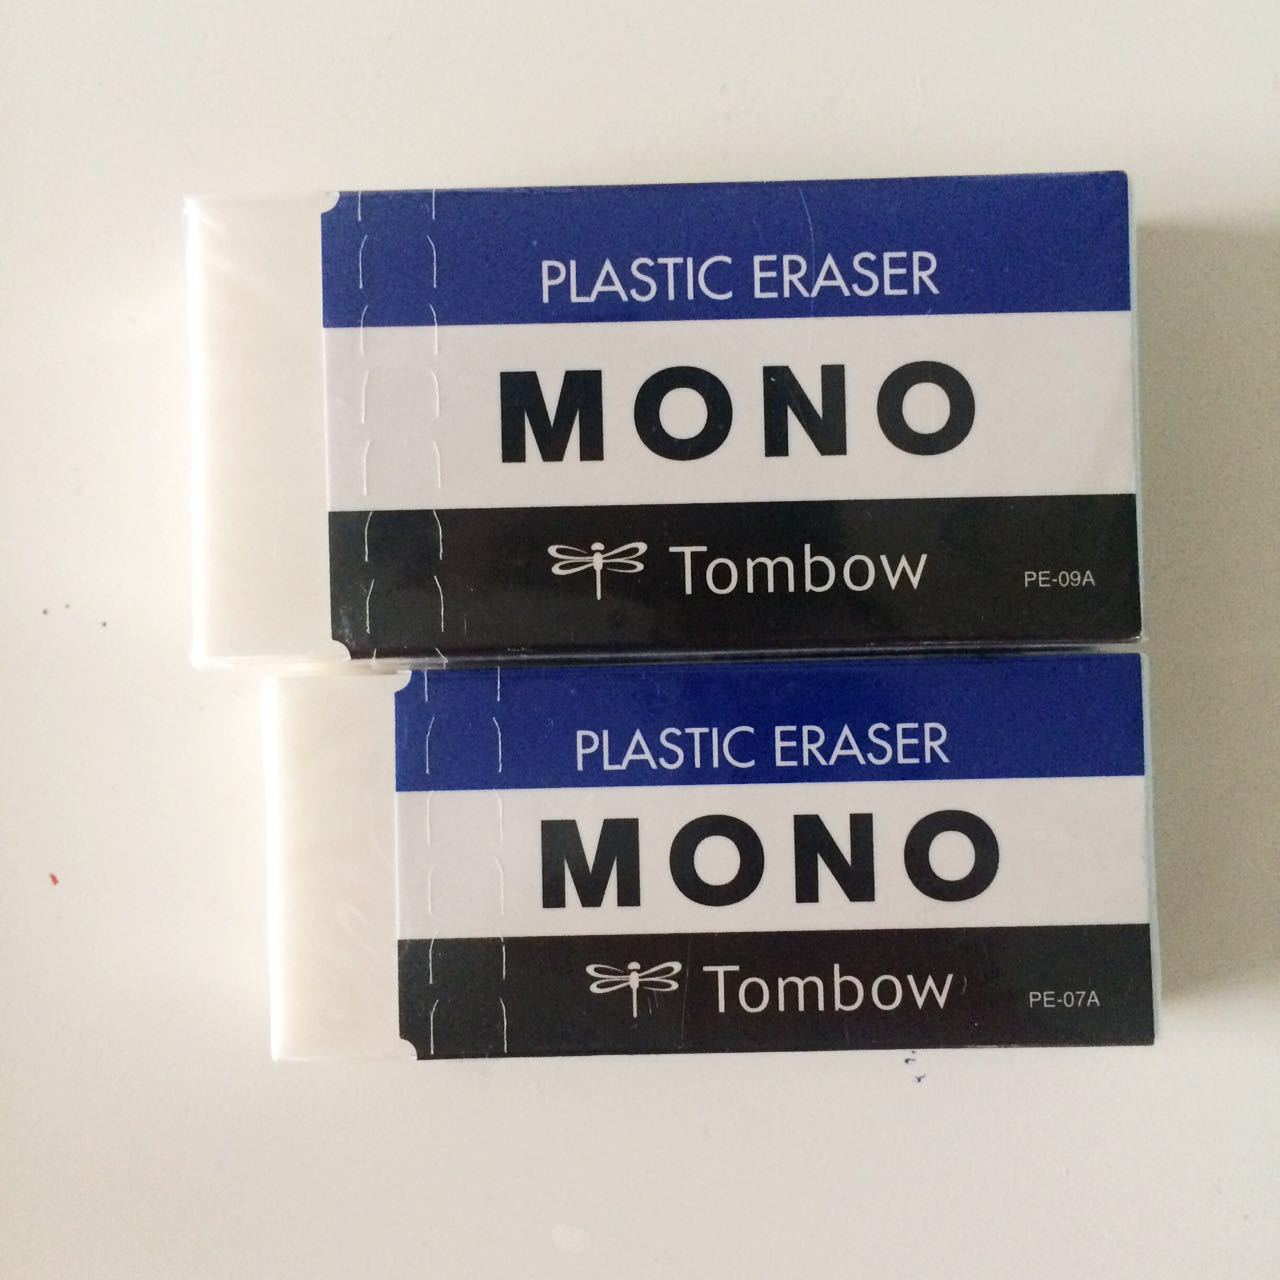 PLASTIC ERASER
MONO
Tombow
PE-09A
PLASTIC ERASER
MONO
Tombow
PE-07A